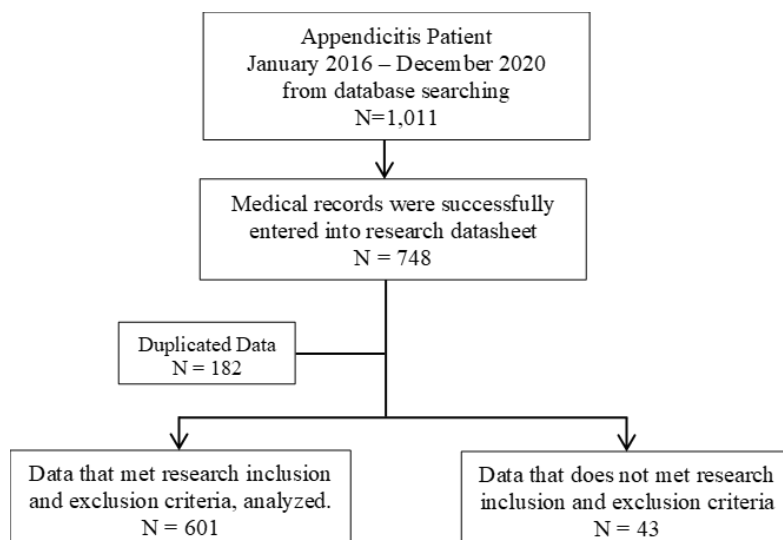 Appendicitis Patient
January 2016 – December 2020
from database searching
N=1,011
Medical records were successfully
entered into research datasheet
N = 748
Duplicated Data
N = 182
Data that met research inclusion
and exclusion criteria, analyzed.
N = 601
Data that does not met research
inclusion and exclusion criteria
N = 43